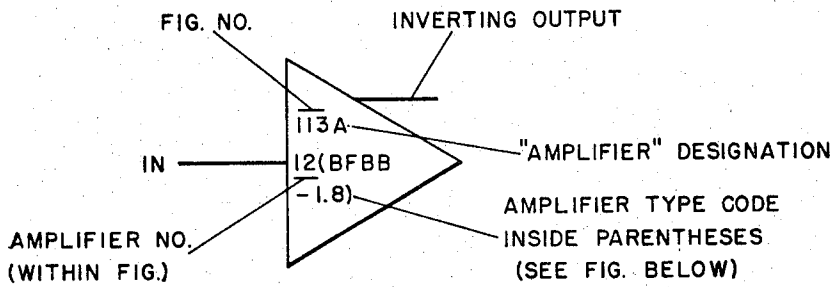 FIG. NO.
INVERTING OUTPUT
113A
"AMPLIFIER" DESIGNATION
IN
12(BFBB
-1.8)
AMPLIFIER TYPE CODE
INSIDE PARENTHESES
(SEE FIG. BELOW)
AMPLIFIER NO.
(WITHIN FIG.)